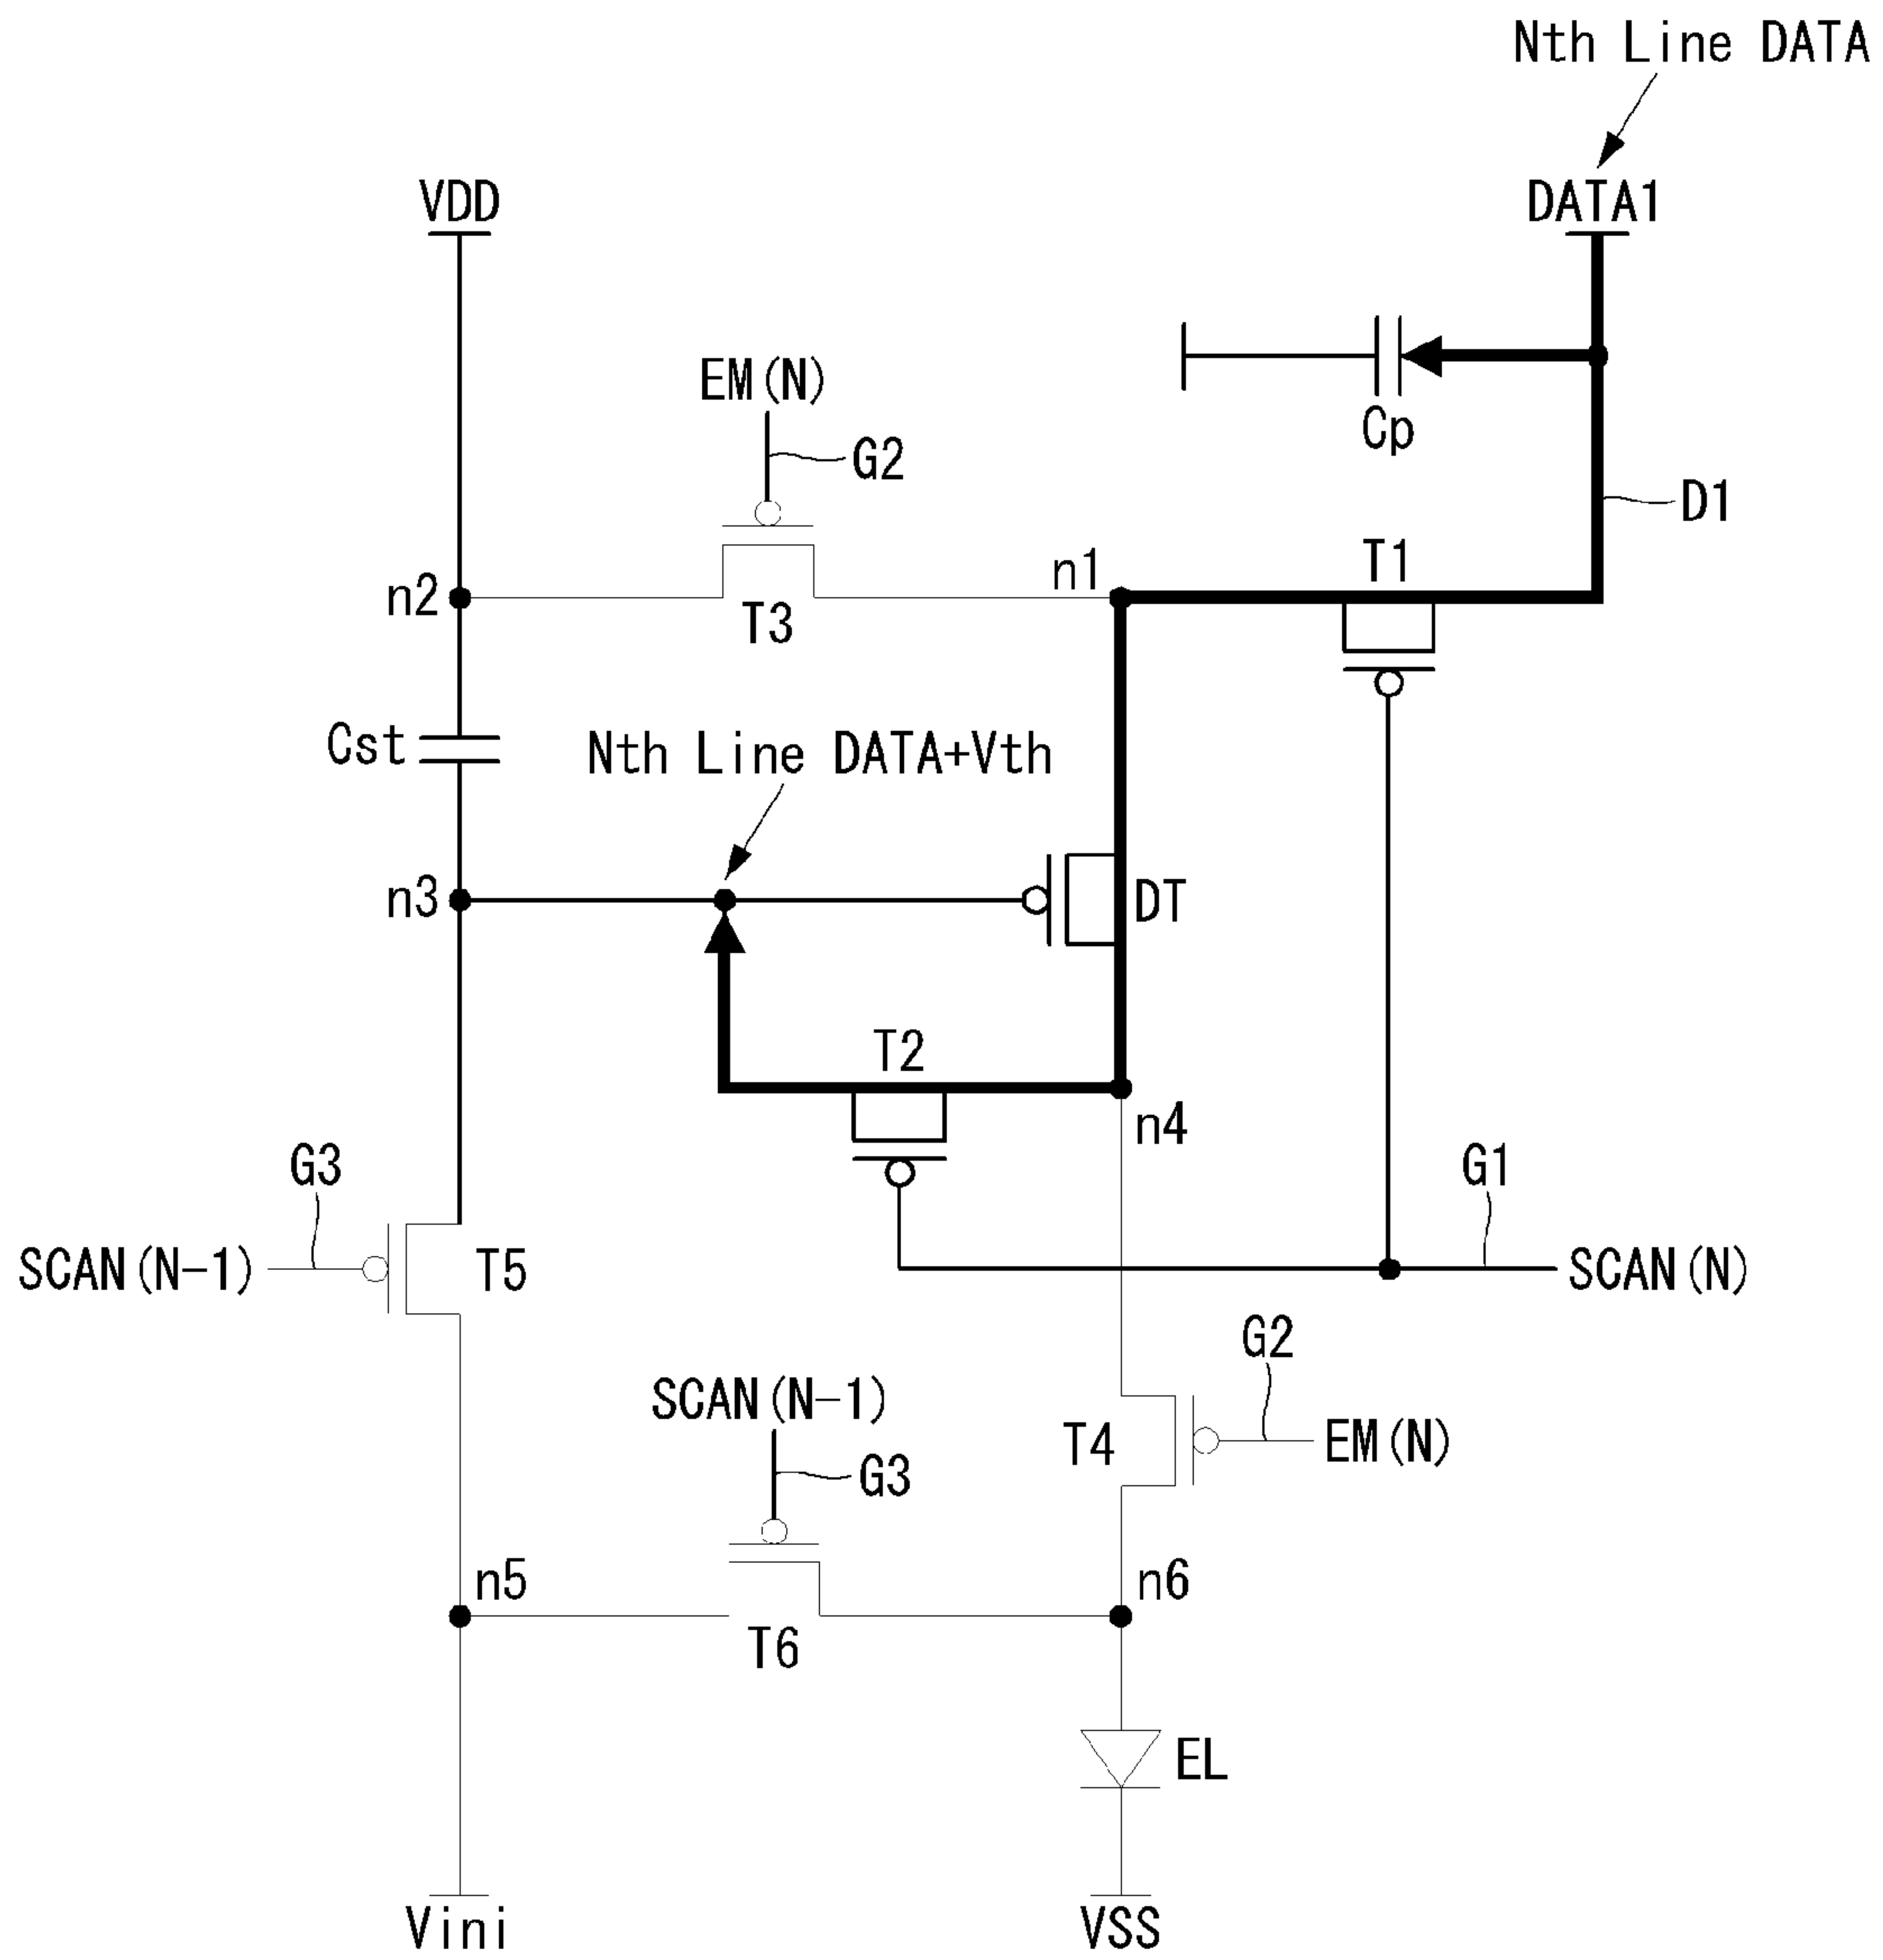 Nth Line DATA
VDD
DATA1
EM(N)
Cp
G2
D1
n1
T1
n2
T3
Cst
Nth Line DATA+Vth
n3
DT
T2
n4
G3
G1
SCAN(N-1)
T5
SCAN(N)
G2
SCAN(N-1)
T4
EM(N)
G3
n5
n6
T6
EL
Vini
VSS